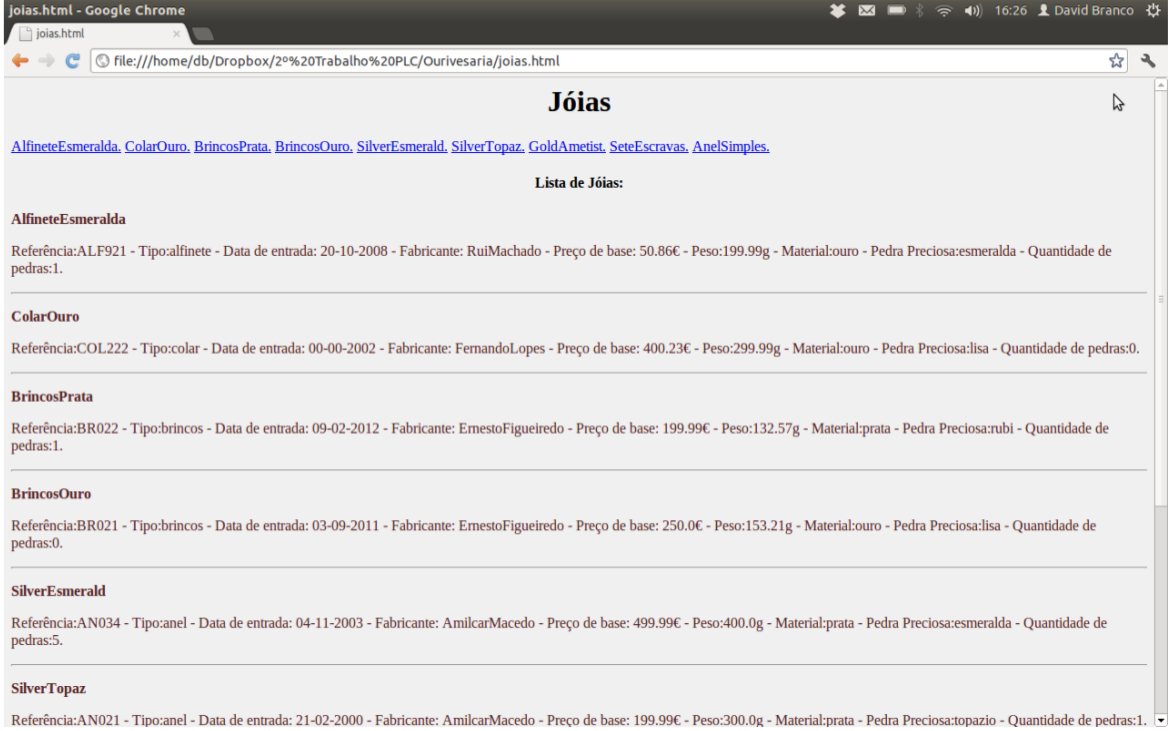 joias.html - Google Chrome
16:26 David Branco
joias.html
file:///home/db/Dropbox/2º%20Trabalho%20PLC/Ourivesaria/joias.html
Jóias
AlfineteEsmeralda. ColarOuro. BrincosPrata. BrincosOuro. SilverEsmerald. SilverTopaz. GoldAmetist. SeteEscravas. AnelSimples.
Lista de Jóias:
AlfineteEsmeralda
Referência:ALF921 - Tipo:alfinete - Data de entrada: 20-10-2008 - Fabricante: RuiMachado - Preço de base: 50.86€ - Peso:199.99g - Material:ouro - Pedra Preciosa:esmeralda - Quantidade de
pedras:1.
ColarOuro
Referência:COL222 - Tipo:colar - Data de entrada: 00-00-2002 - Fabricante: FernandoLopes - Preço de base: 400.23€ - Peso:299.99g - Material:ouro - Pedra Preciosa:lisa - Quantidade de pedras:0.
BrincosPrata
Referência:BR022 - Tipo:brincos - Data de entrada: 09-02-2012 - Fabricante: ErnestoFigueiredo - Preço de base: 199.99€ - Peso:132.57g - Material:prata - Pedra Preciosa:rubi - Quantidade de
pedras:1.
BrincosOuro
Referência:BR021 - Tipo:brincos - Data de entrada: 03-09-2011 - Fabricante: ErnestoFigueiredo - Preço de base: 250.0€ - Peso:153.21g - Material:ouro - Pedra Preciosa:lisa - Quantidade de
pedras:0.
SilverEsmerald
Referência:AN034 - Tipo:anel - Data de entrada: 04-11-2003 - Fabricante: AmilcarMacedo - Preço de base: 499.99€ - Peso:400.0g - Material:prata - Pedra Preciosa:esmeralda - Quantidade de
pedras:5.
SilverTopaz
Referência:AN021 - Tipo:anel - Data de entrada: 21-02-2000 - Fabricante: AmilcarMacedo - Preço de base: 199.99€ - Peso:300.0g - Material:prata - Pedra Preciosa:topazio - Quantidade de pedras:1.